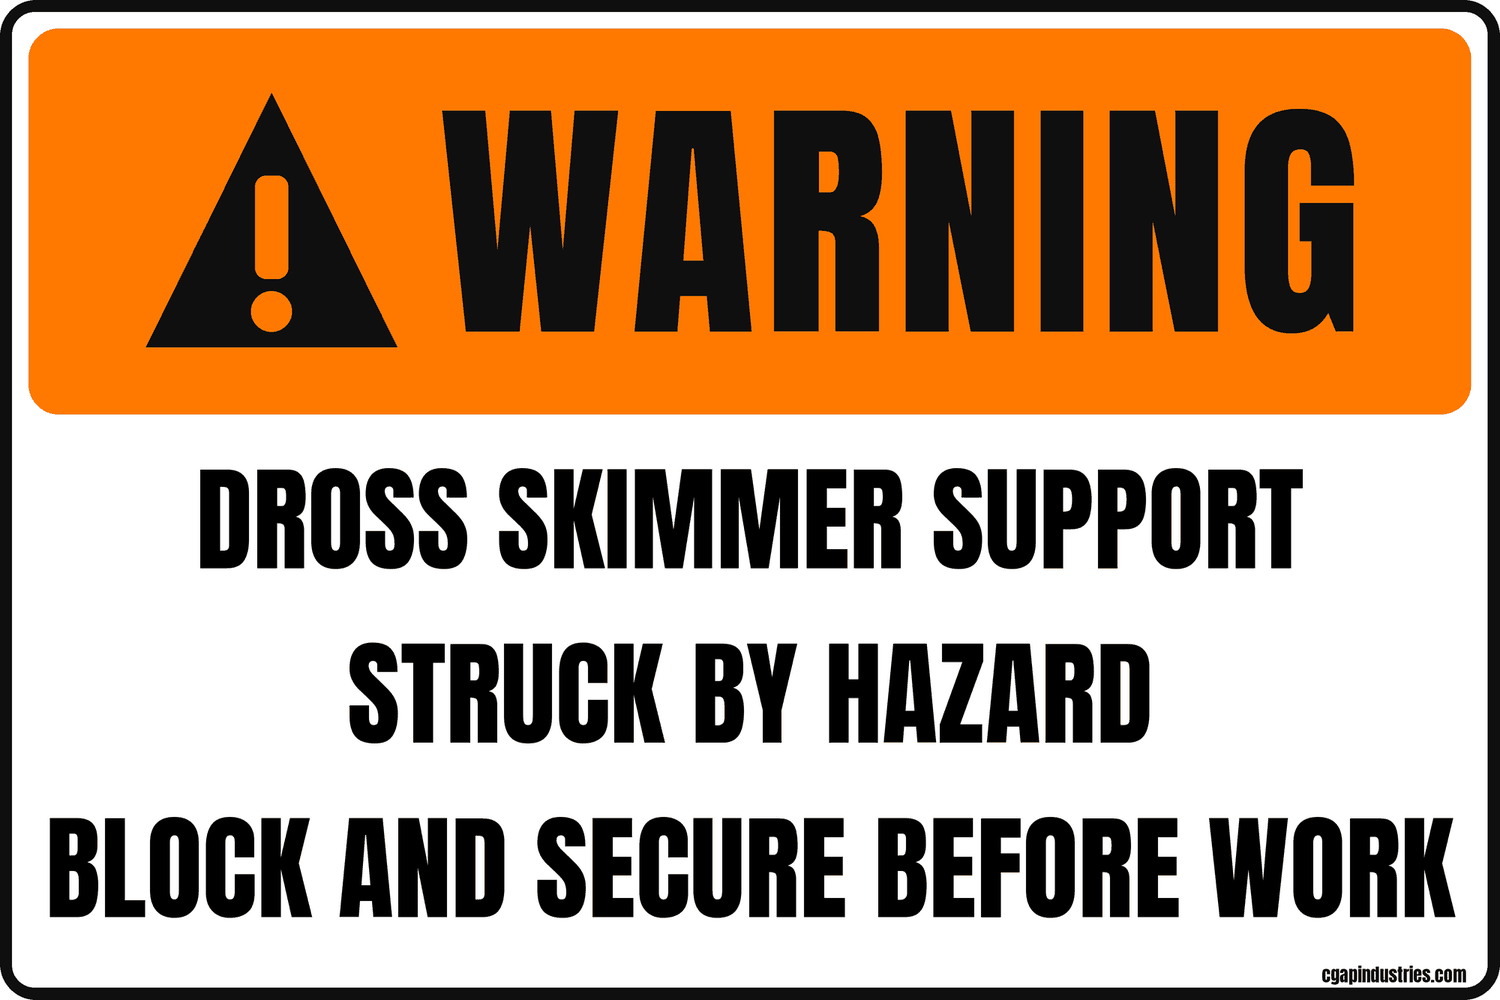 WARNING
DROSS SKIMMER SUPPORT
STRUCK BY HAZARD
BLOCK AND SECURE BEFORE WORK
cgapindustries.com